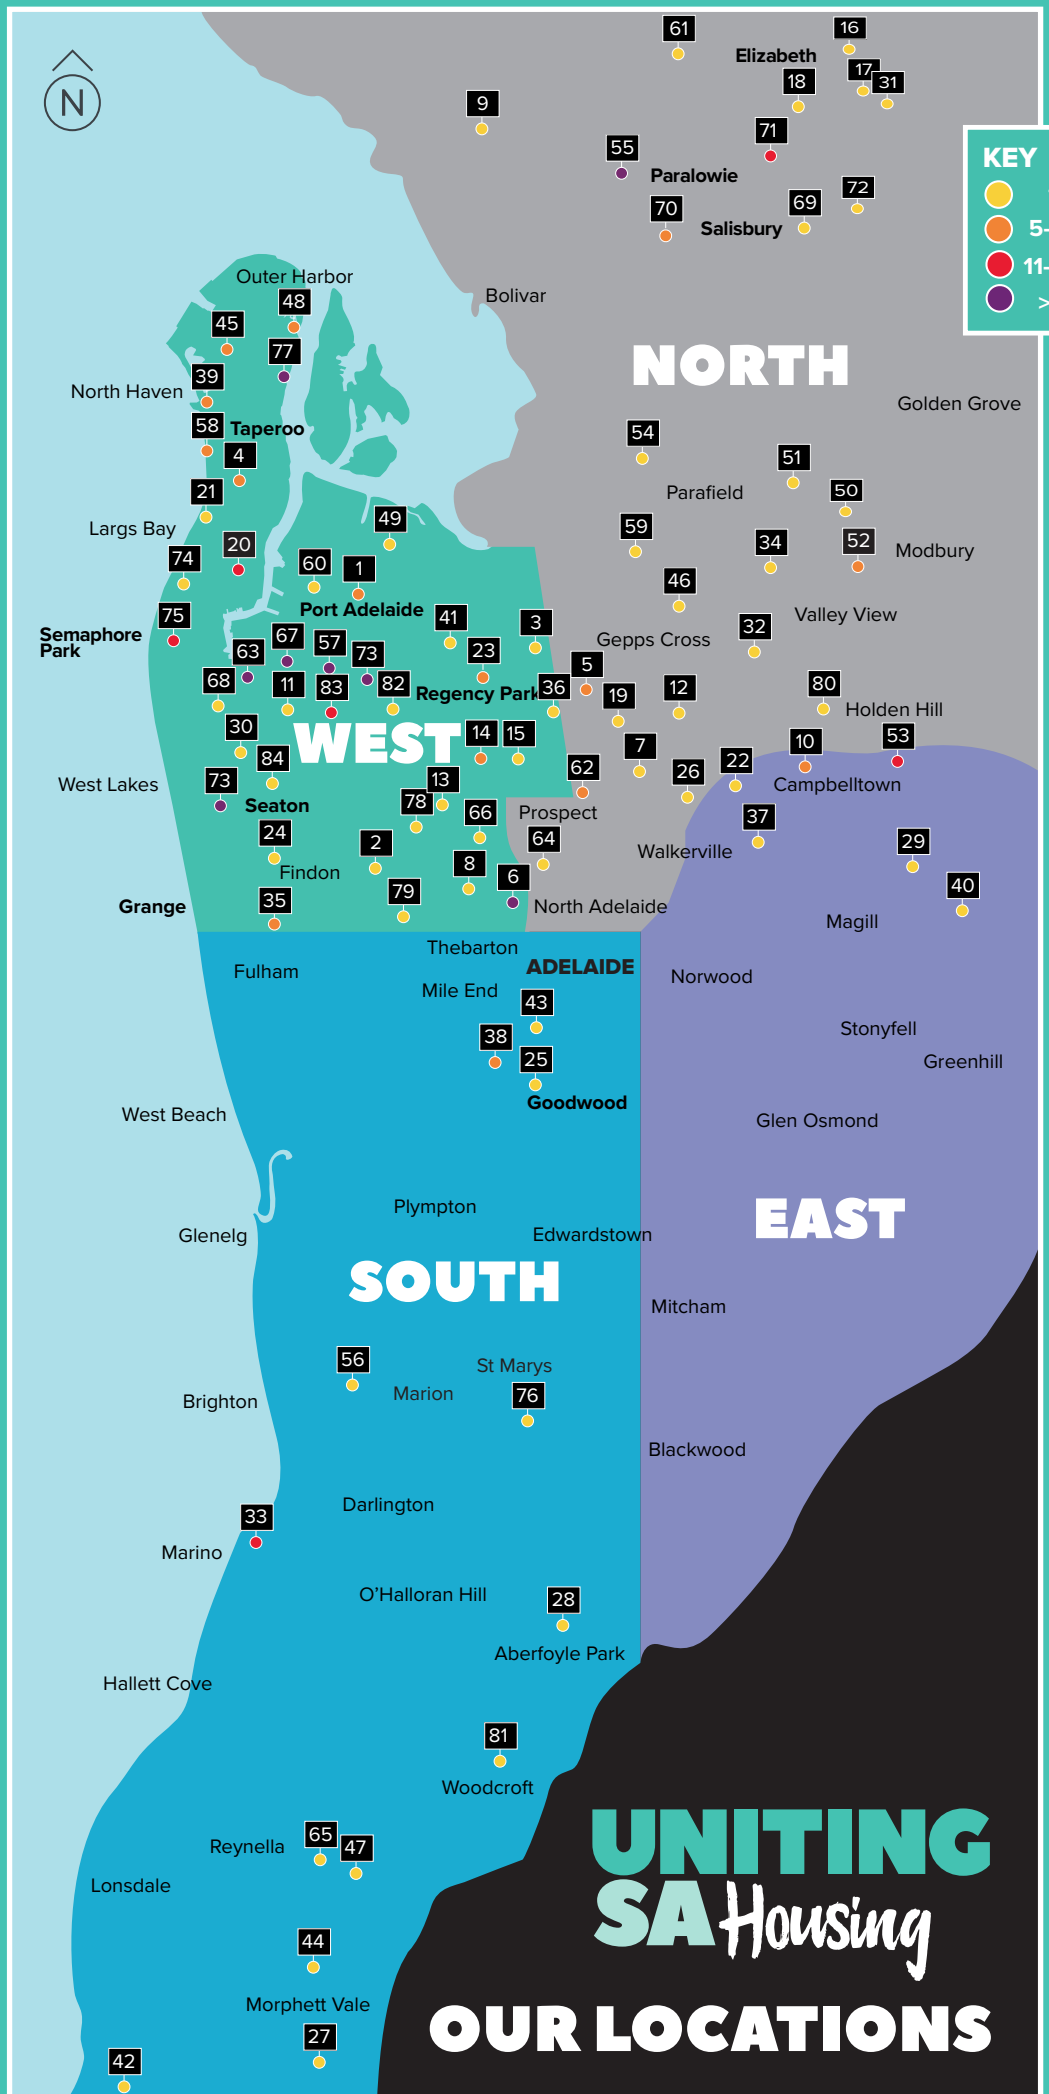 61
16
Elizabeth
17
31
18
9
71
55
KEY
Paralowie
72
69
70
Salisbury
5-
11-
>
Outer Harbor
Bolivar
48
45
77
NORTH
39
North Haven
Golden Grove
58
Taperoo
54
4
51
21
Parafield
50
49
Largs Bay
59
20
34
52
Modbury
74
60
1
46
75
Port Adelaide
41
3
32
Valley View
Semaphore
Park
67
57
Gepps Cross
63
73
23
5
68
11
83
82
Regency Park
36
19
12
80
Holden Hill
30
WEST
14
15
7
10
53
84
62
22
West Lakes
73
13
26
Campbelltown
Seaton
78
66
Prospect
37
24
2
64
Walkerville
29
Findon
8
6
40
79
Grange
35
North Adelaide
Magill
Thebarton
ADELAIDE
Fulham
Norwood
Mile End
43
Stonyfell
38
25
Greenhill
Goodwood
West Beach
Glen Osmond
Plympton
EAST
Glenelg
Edwardstown
SOUTH
Mitcham
56
St Marys
Marion
76
Brighton
Blackwood
Darlington
33
Marino
O'Halloran Hill
28
Aberfoyle Park
Hallett Cove
81
Woodcroft
65
47
Reynella
UNITING
Lonsdale
SA Housing
44
Morphett Vale
OUR LOCATIONS
27
42